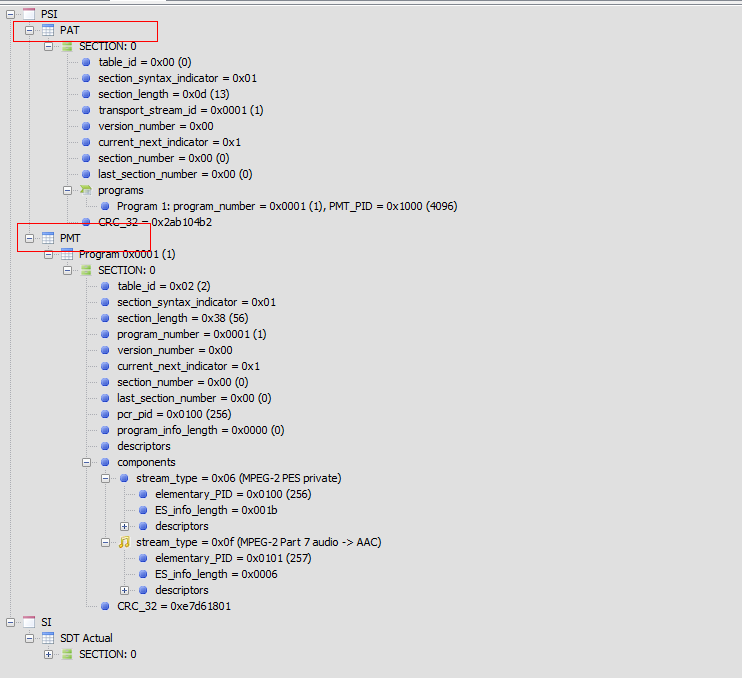 PSI
PAT
SECTION: 0
table_id = 0x00 (0)
section_syntax_indicator = 0x01
section_length = 0x0d (13)
transport_stream_id = 0x0001 (1)
version_number = 0x00
current_next_indicator = 0x1
section_number = 0x00 (0)
last_section_number = 0x00 (0)
programs
Program 1: program_number = 0x0001 (1), PMT_PID = 0x1000 (4096)
CRC_32 = 0x2ab104b2
PMT
Program 0x0001 (1)
SECTION: 0
table_id = 0x02 (2)
section_syntax_indicator = 0x01
section_length = 0x38 (56)
program_number = 0x0001 (1)
version_number = 0x00
current_next_indicator = 0x1
section_number = 0x00 (0)
last_section_number = 0x00 (0)
pcr_pid = 0x0100 (256)
program_info_length = 0x0000 (0)
descriptors
components
stream_type = 0x06 (MPEG-2 PES private)
elementary_PID = 0x0100 (256)
ES_info_length = 0x001b
descriptors
stream_type = 0x0f (MPEG-2 Part 7 audio -> AAC)
elementary_PID = 0x0101 (257)
ES_info_length = 0x0006
descriptors
CRC_32 = 0xe7d61801
SI
SDT Actual
SECTION: 0